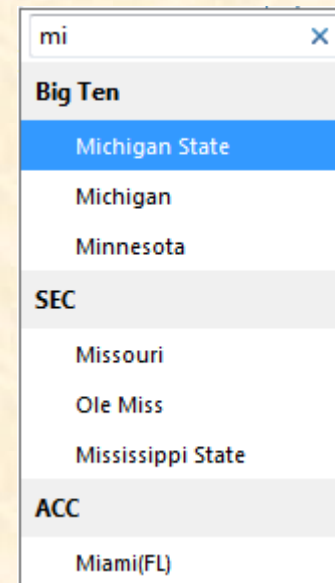 mi
Big Ten
Michigan State
Michigan
Minnesota
SEC
Missouri
Ole Miss
Mississippi State
ACC
Miami(FL)